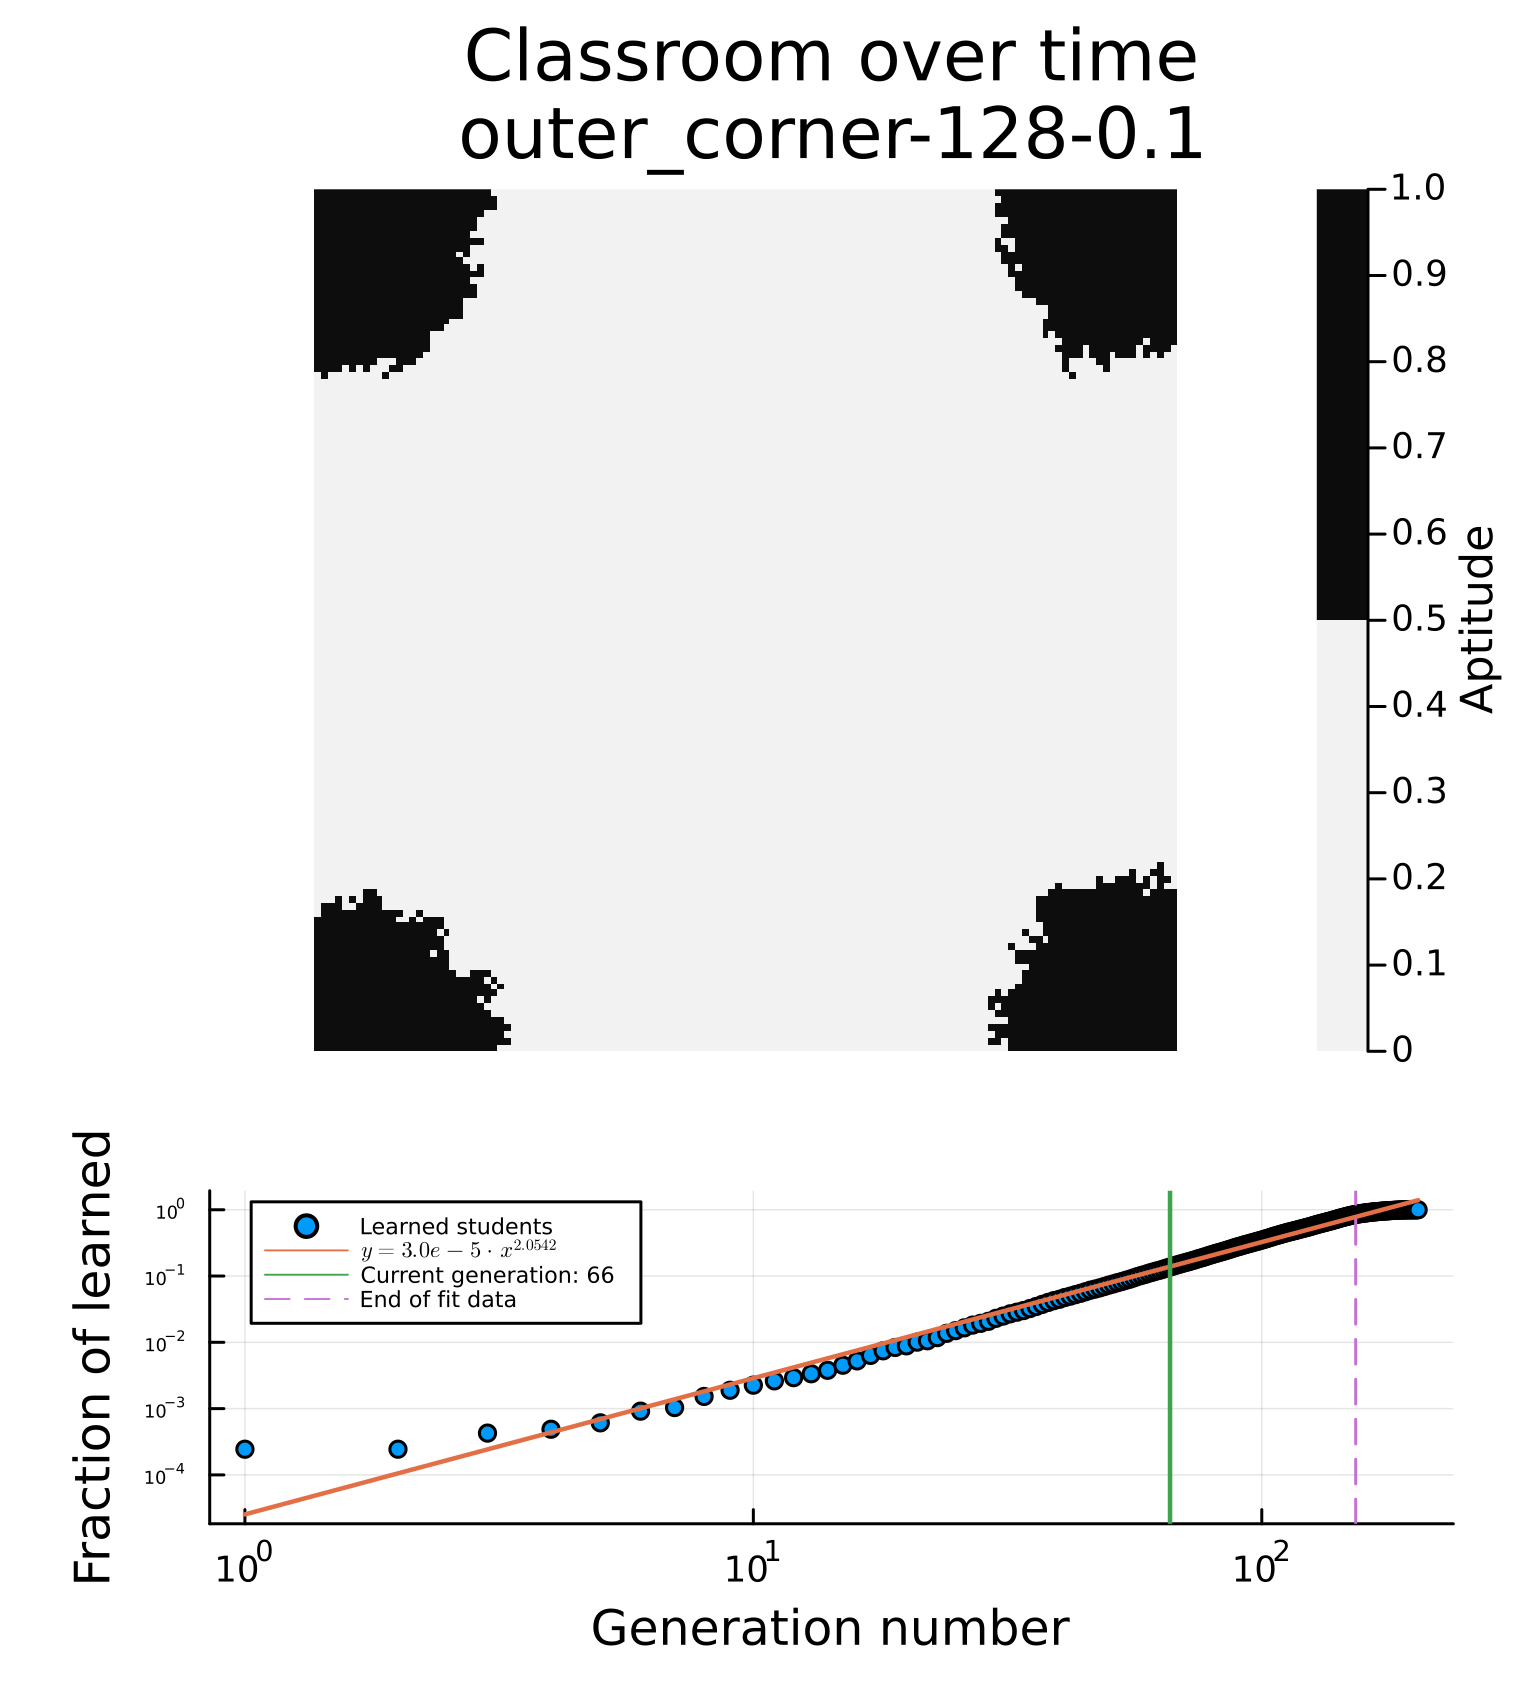 Classroom over time
outer_corner-128-0.1
1.0
0.9
0.8
0.7
0.6
0.5
0.4
0.3
0.2
0.1
0
Aptitude
Fraction of learned
10⁰
10⁻¹
10⁻²
10⁻³
10⁻⁴
Learned students
y = 3.0e − 5 · x^2.0542
Current generation: 66
End of fit data
10⁰
10¹
10²
Generation number